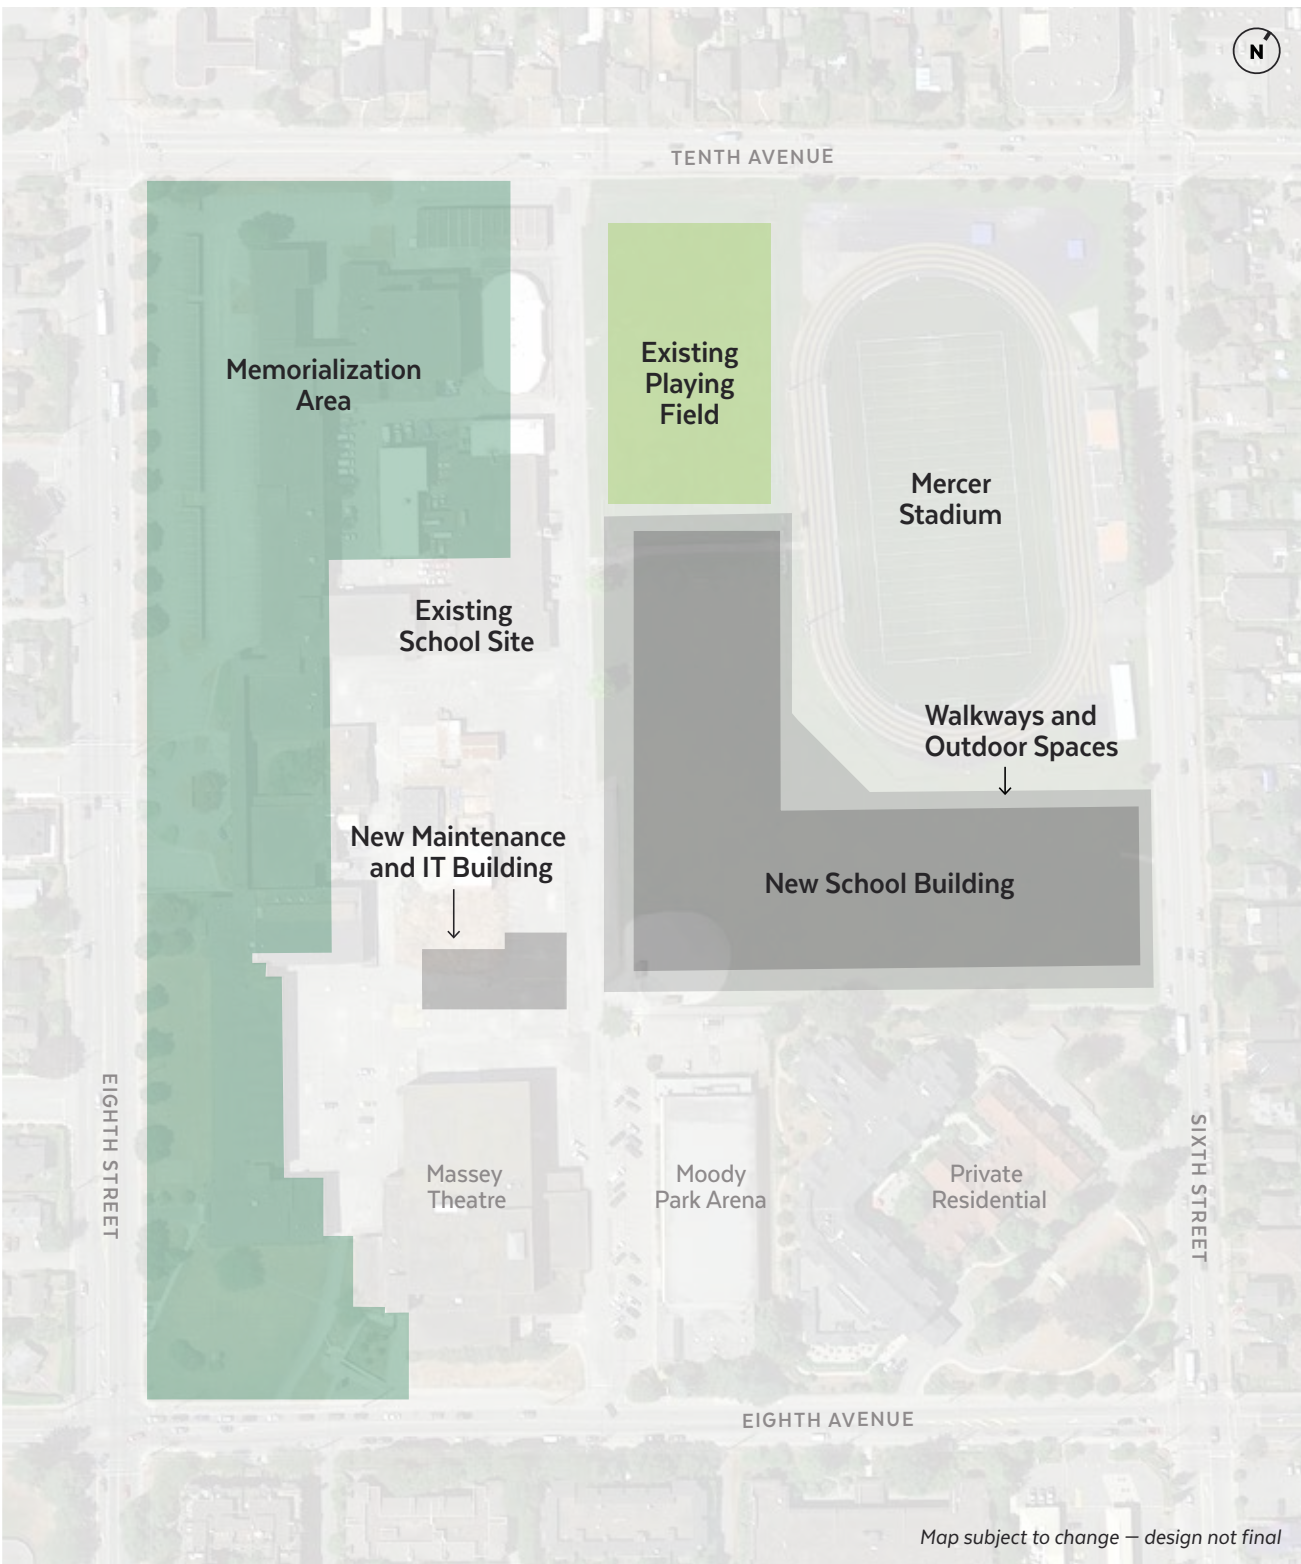 N
TENTH AVENUE
Memorialization
Area
Existing
Playing
Field
Mercer
Stadium
Existing
School Site
Walkways and
Outdoor Spaces
New Maintenance
and IT Building
New School Building
EIGHTH STREET
Massey
Theatre
Moody
Park Arena
Private
Residential
SIXTH STREET
EIGHTH AVENUE
Map subject to change – design not final